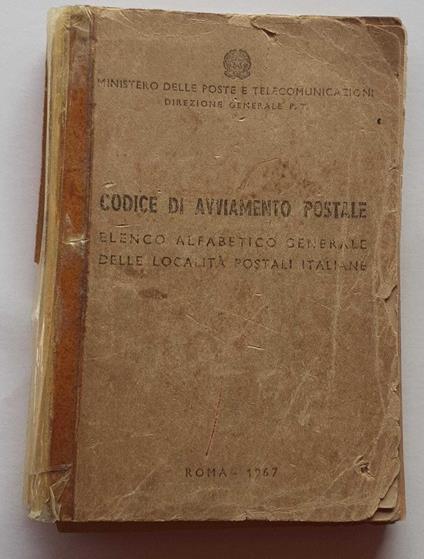 MINISTERO DELLE POSTE E TELECOMUNICAZIONI
DIREZIONE GENERALE P. T.
CODICE DI AVVIAMENTO POSTALE
ELENCO ALFABETICO GENERALE
DELLE LOCALITÀ POSTALI ITALIANE
ROMA - 1967